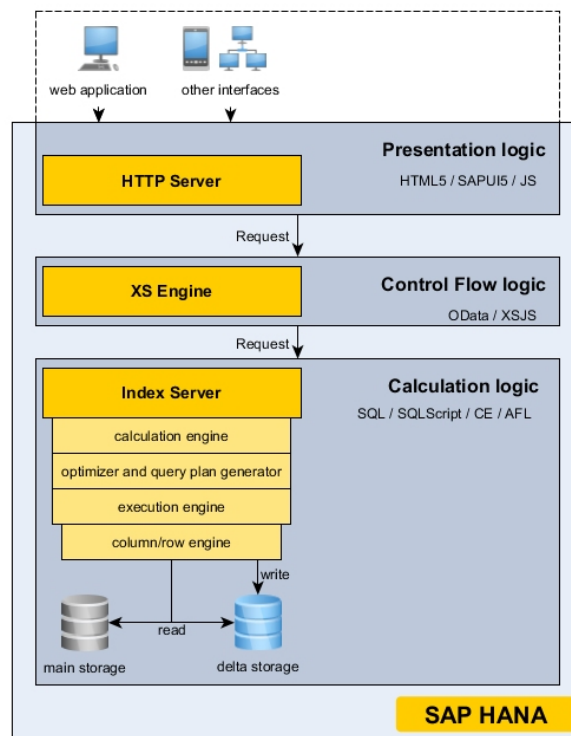 web application
other interfaces
Presentation logic
HTTP Server
HTML5 / SAPUI5 / JS
Request
XS Engine
Control Flow logic
OData / XSJS
Request
Index Server
Calculation logic
SQL / SQLScript / CE / AFL
calculation engine
optimizer and query plan generator
execution engine
column/row engine
write
read
main storage
delta storage
SAP HANA